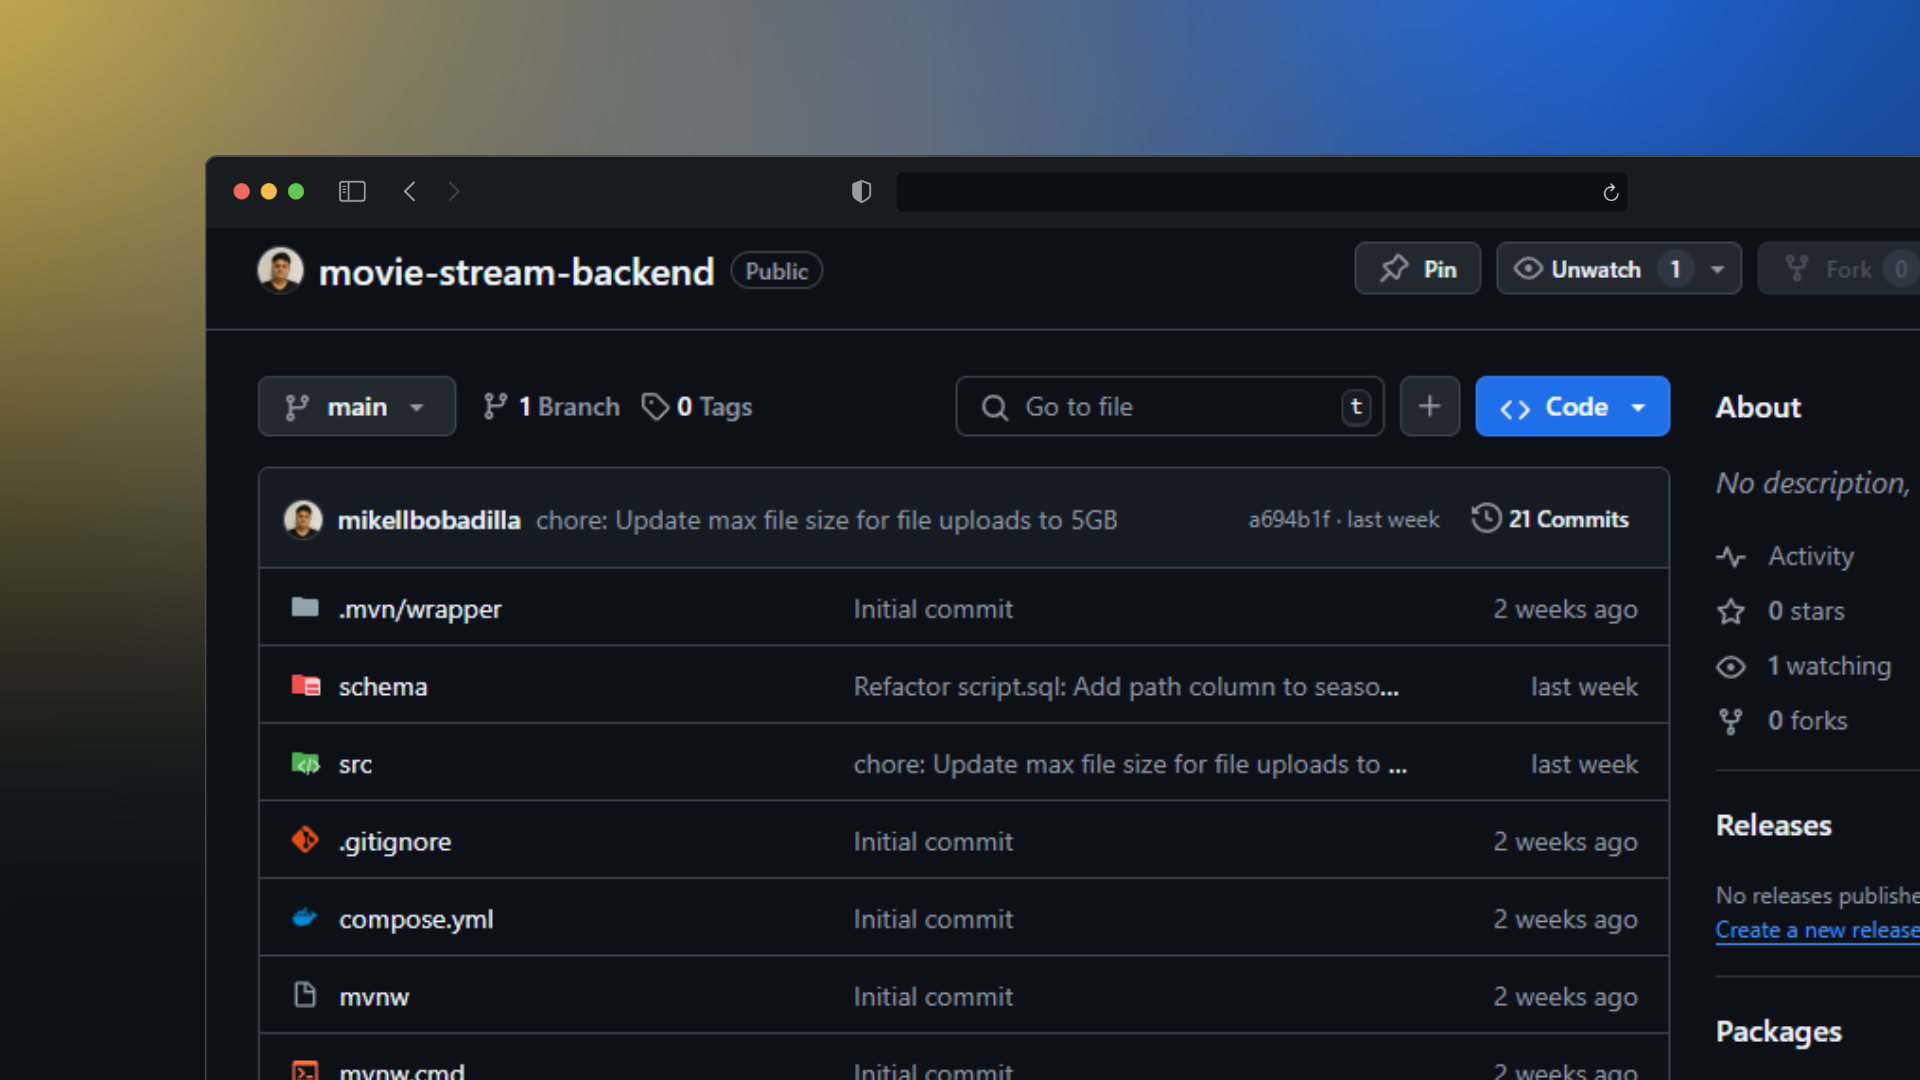 movie-stream-backend Public Pin Unwatch 1 Fork 0
main 1 Branch 0 Tags Go to file t Code
mikellbobadilla chore: Update max file size for file uploads to 5GB a694b1f · last week 21 Commits
.mvn/wrapper Initial commit 2 weeks ago
schema Refactor script.sql: Add path column to seaso... last week
src chore: Update max file size for file uploads to ... last week
.gitignore Initial commit 2 weeks ago
compose.yml Initial commit 2 weeks ago
mvnw Initial commit 2 weeks ago
mvnw.cmd Initial commit 2 weeks ago
About
No description,
Activity
0 stars
1 watching
0 forks
Releases
No releases publishe
Create a new release
Packages